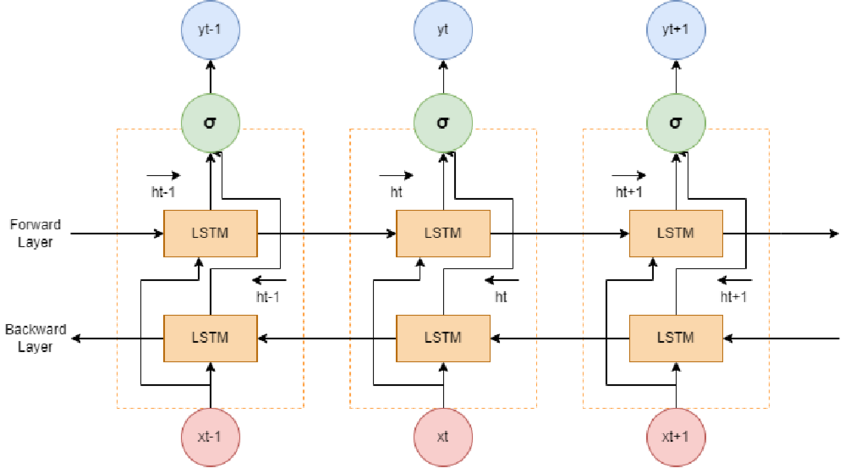 yt-1
yt
yt+1
σ
σ
σ
ht-1
ht
ht+1
Forward
Layer
LSTM
LSTM
LSTM
ht-1
ht
ht+1
Backward
Layer
LSTM
LSTM
LSTM
xt-1
xt
xt+1